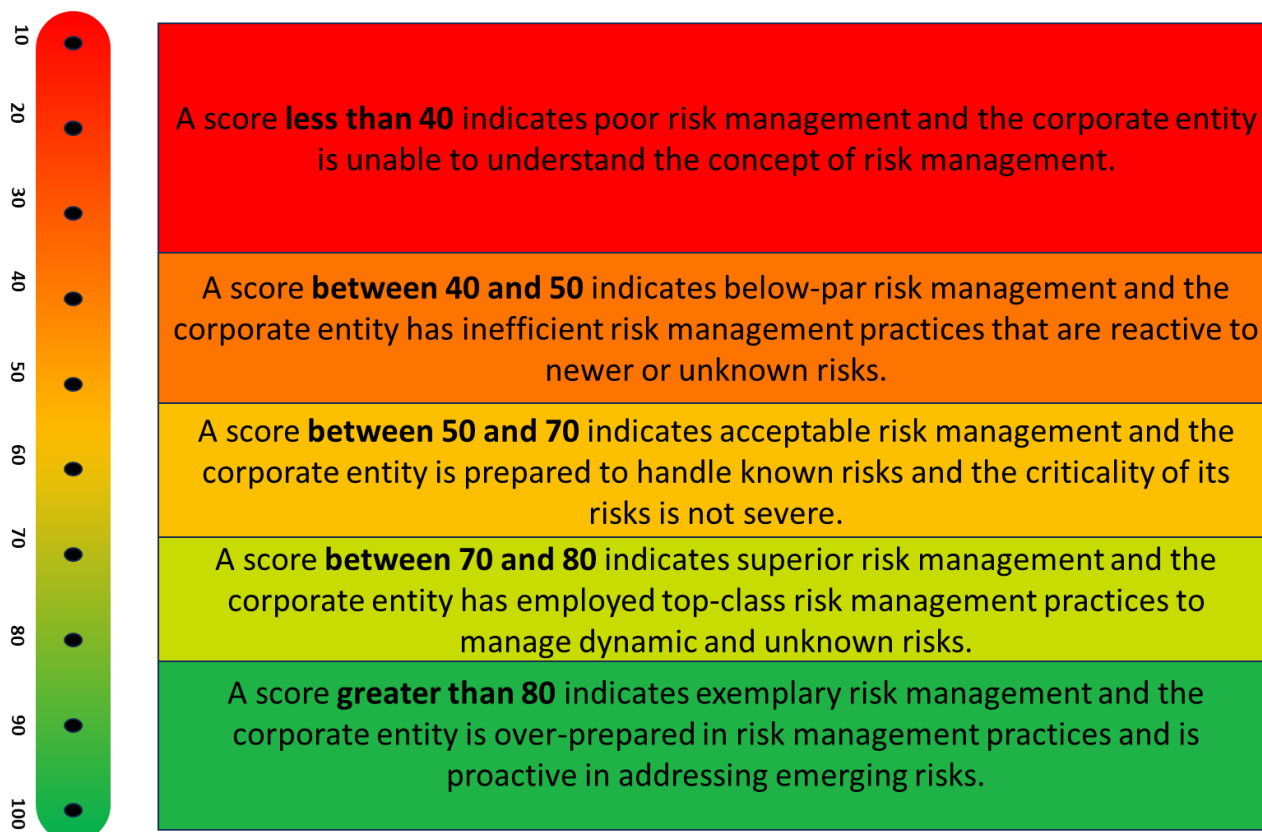 10
20
30
40
50
60
70
80
90
100
A score less than 40 indicates poor risk management and the corporate entity
is unable to understand the concept of risk management.
A score between 40 and 50 indicates below-par risk management and the
corporate entity has inefficient risk management practices that are reactive to
newer or unknown risks.
A score between 50 and 70 indicates acceptable risk management and the
corporate entity is prepared to handle known risks and the criticality of its
risks is not severe.
A score between 70 and 80 indicates superior risk management and the
corporate entity has employed top-class risk management practices to
manage dynamic and unknown risks.
A score greater than 80 indicates exemplary risk management and the
corporate entity is over-prepared in risk management practices and is
proactive in addressing emerging risks.